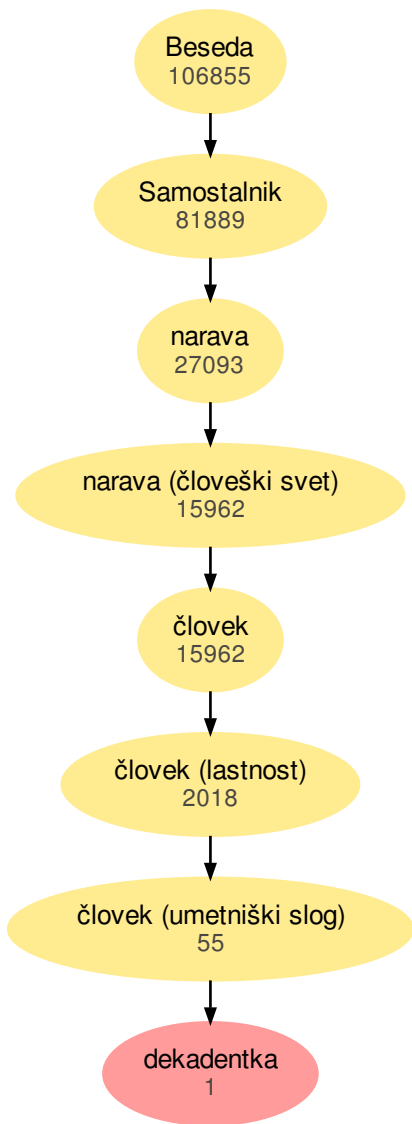 Beseda
106855
Samostalnik
81889
narava
27093
narava (človeški svet)
15962
človek
15962
človek (lastnost)
2018
človek (umetniški slog)
55
dekadentka
1